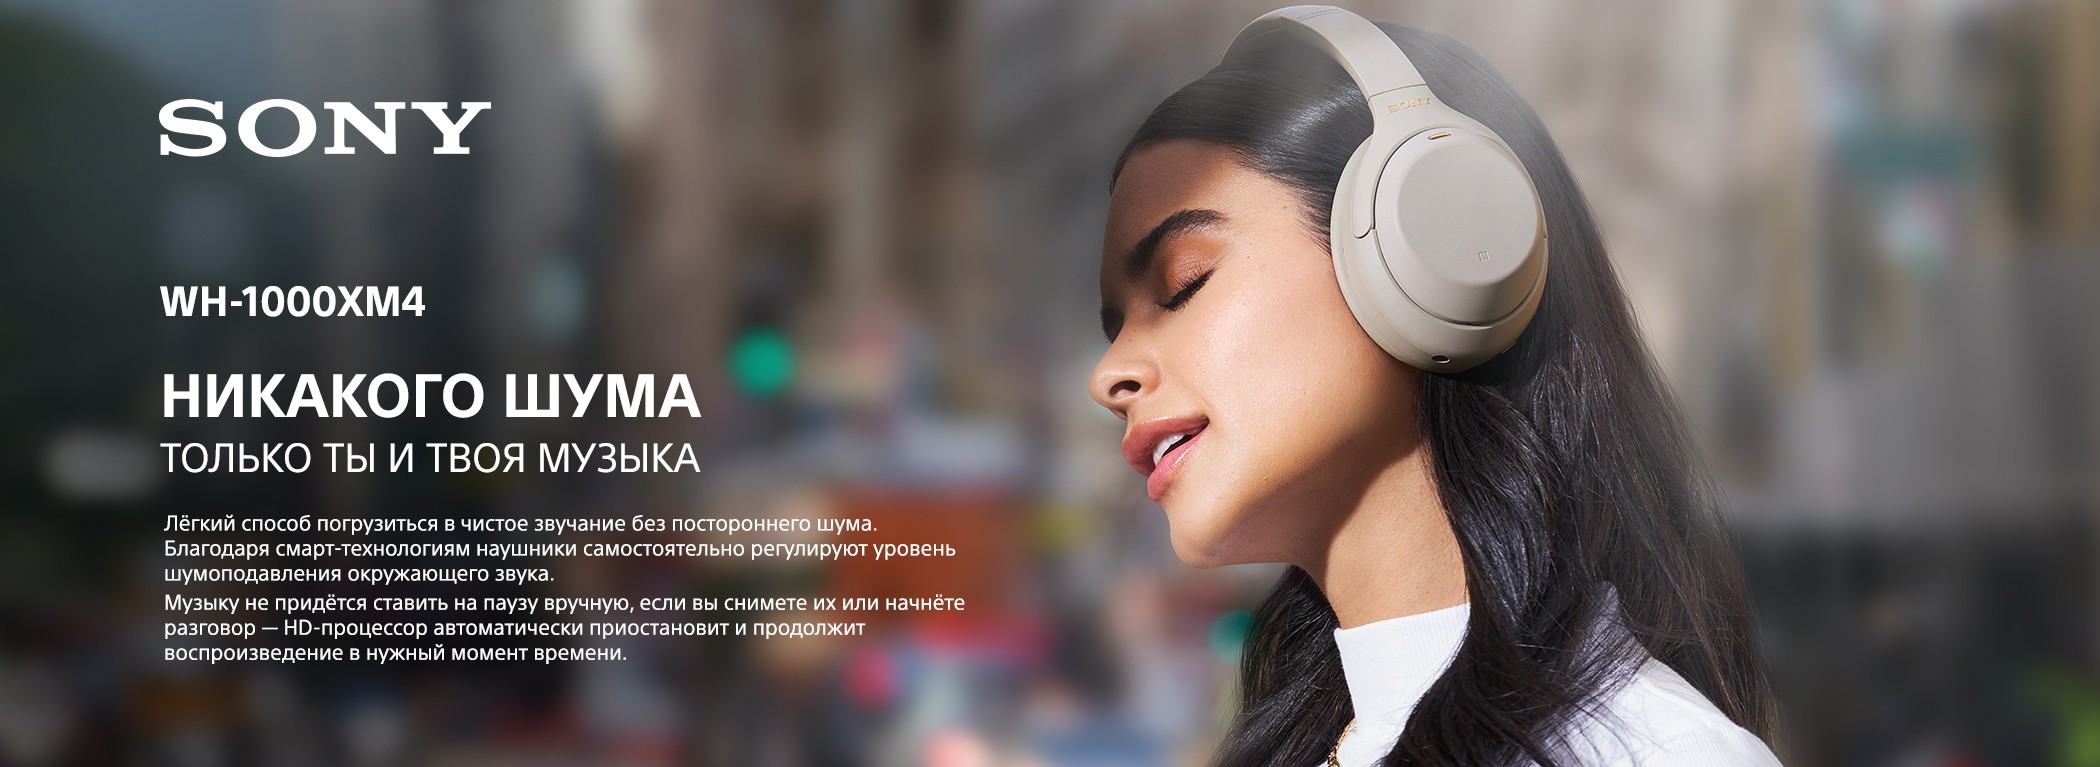 SONY
WH-1000XM4
НИКАКОГО ШУМА
ТОЛЬКО ТЫ И ТВОЯ МУЗЫКА
Лёгкий способ погрузиться в чистое звучание без постороннего шума.
Благодаря смарт-технологиям наушники самостоятельно регулируют уровень
шумоподавления окружающего звука.
Музыку не придётся ставить на паузу вручную, если вы снимете их или начнёте
разговор — HD-процессор автоматически приостановит и продолжит
воспроизведение в нужный момент времени.
SONY